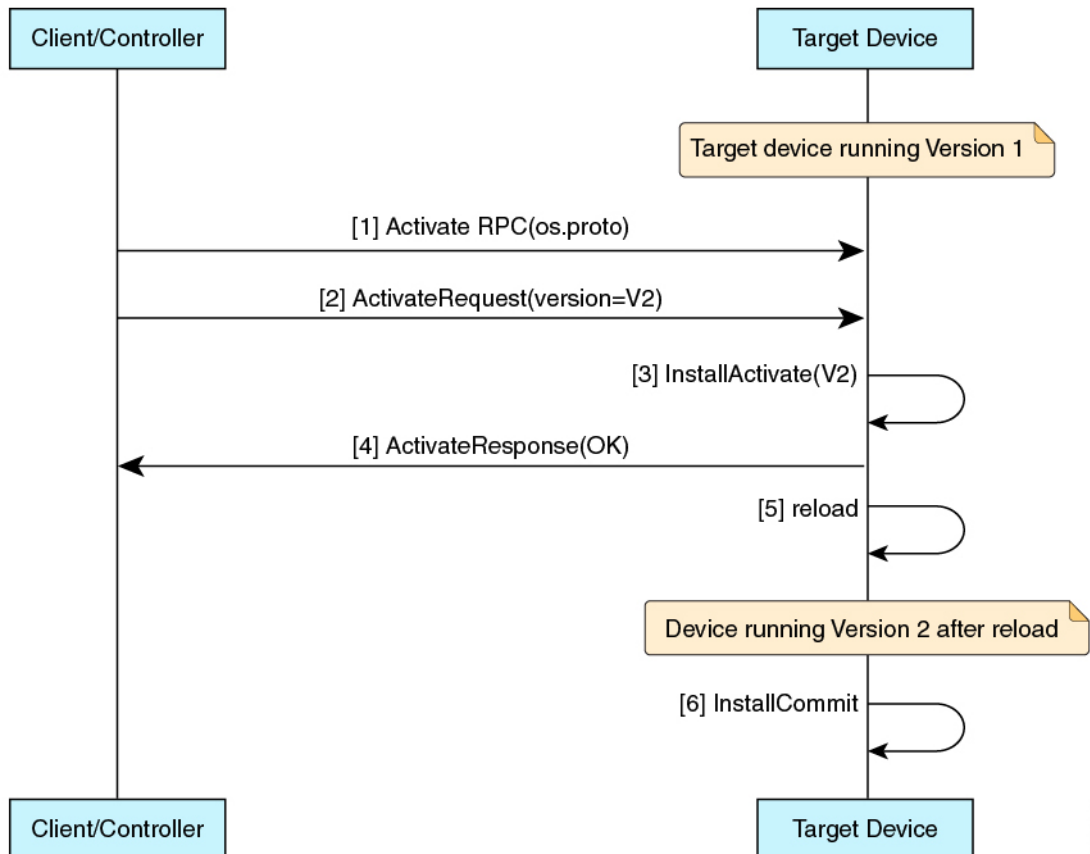 Client/Controller
Target Device
Target device running Version 1
[1] Activate RPC(os.proto)
[2] ActivateRequest(version=V2)
[3] InstallActivate(V2)
[4] ActivateResponse(OK)
[5] reload
Device running Version 2 after reload
[6] InstallCommit
Client/Controller
Target Device